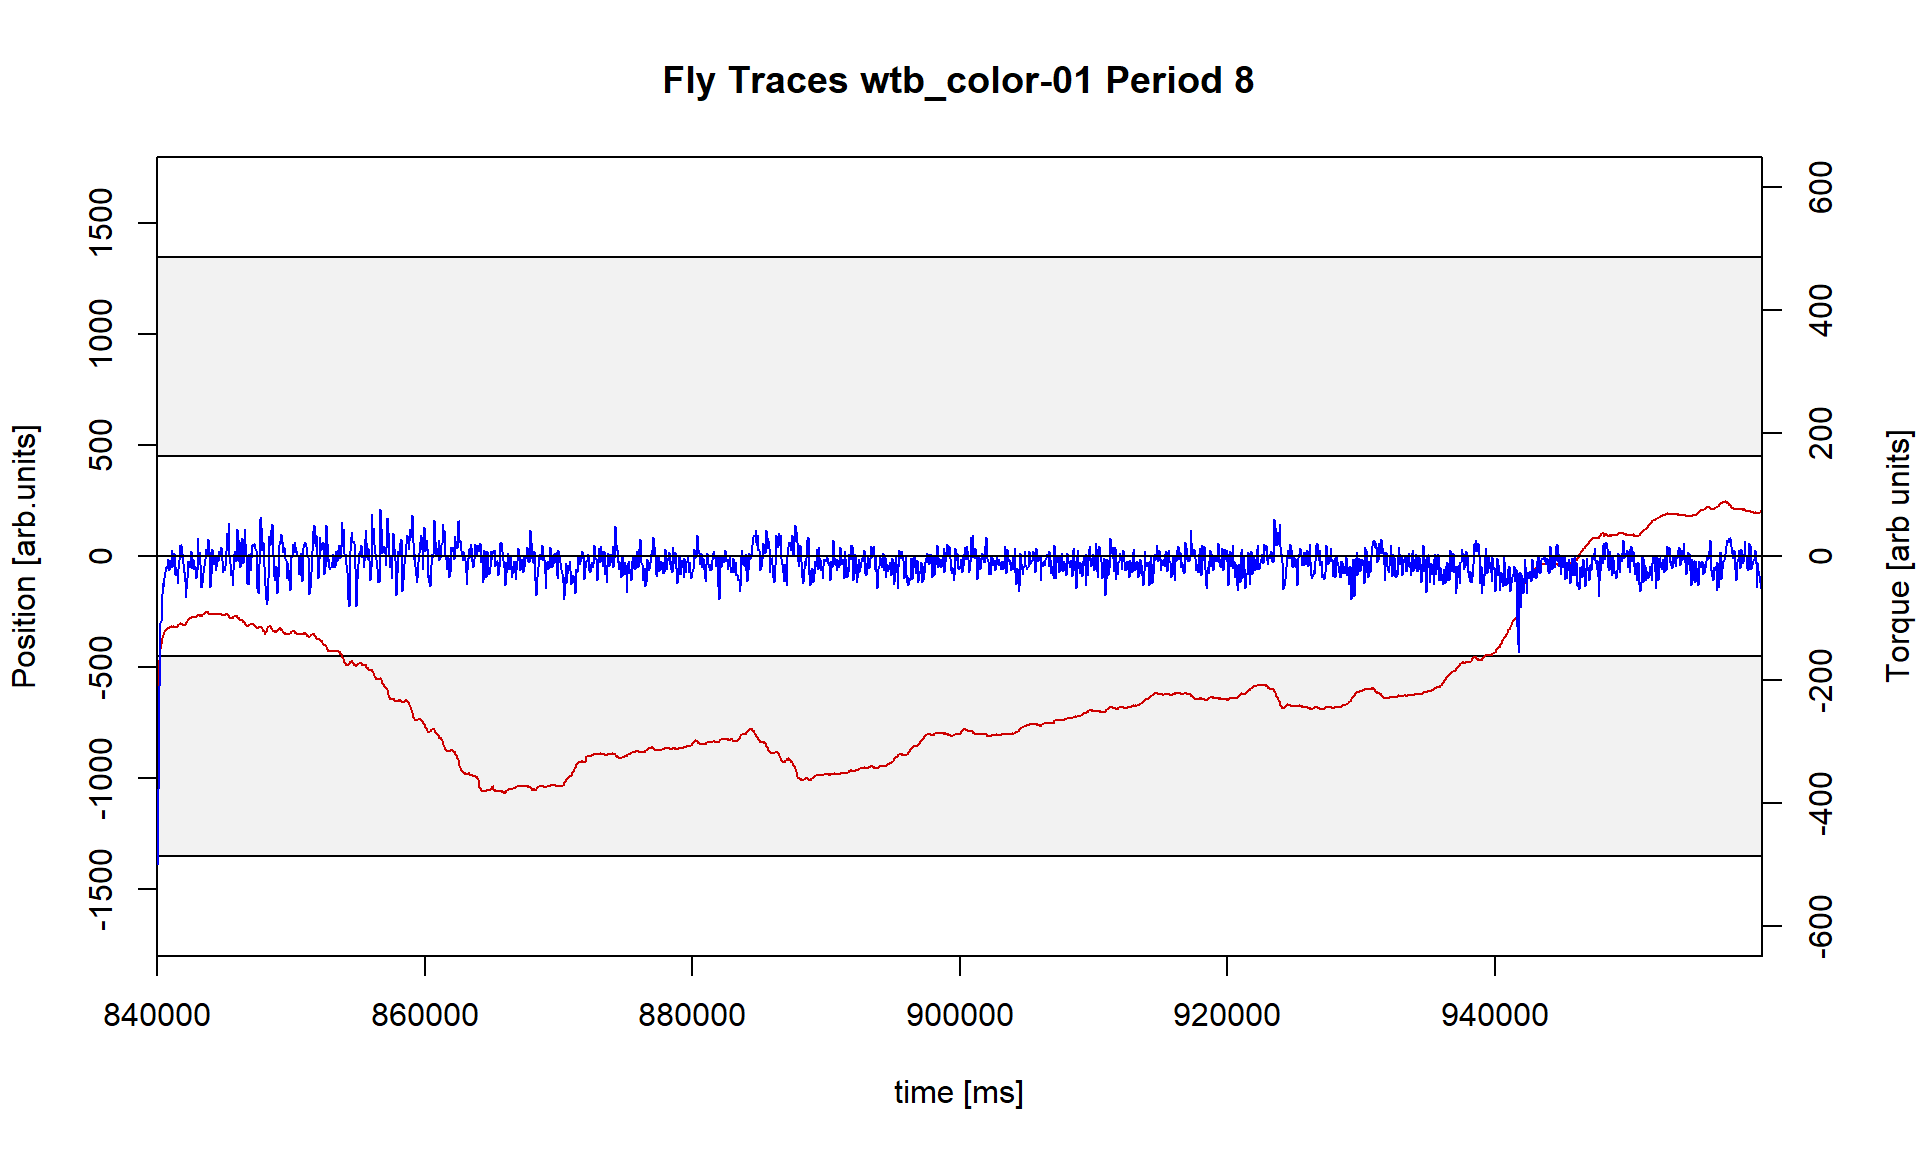 Fly Traces wtb_color-01 Period 8
Position [arb.units]
1500
1000
500
0
-500
-1000
-1500
600
400
200
0
-200
-400
-600
Torque [arb units]
840000 860000 880000 900000 920000 940000
time [ms]